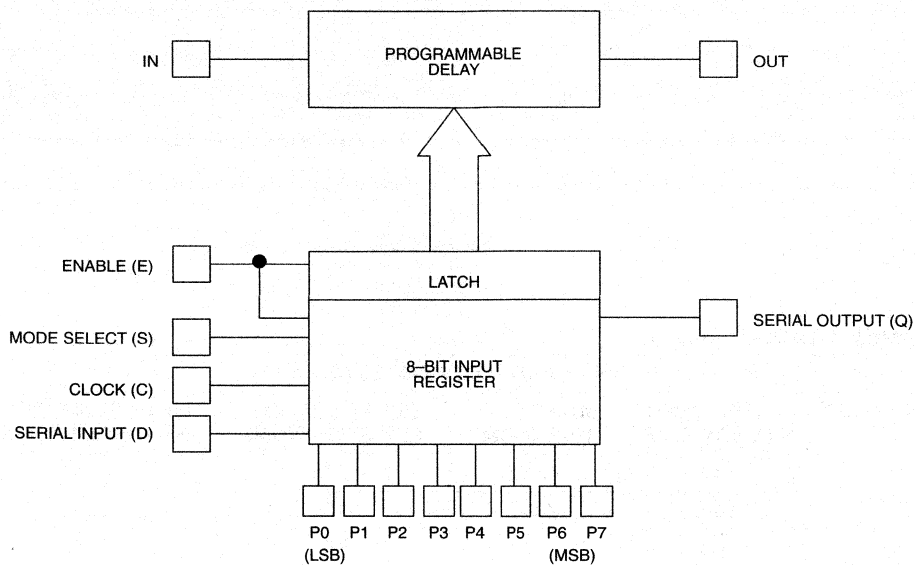 PROGRAMMABLE
DELAY
IN
OUT
ENABLE (E)
LATCH
MODE SELECT (S)
SERIAL OUTPUT (Q)
8–BIT INPUT
REGISTER
CLOCK (C)
SERIAL INPUT (D)
P0 P1 P2 P3 P4 P5 P6 P7
(LSB) (MSB)